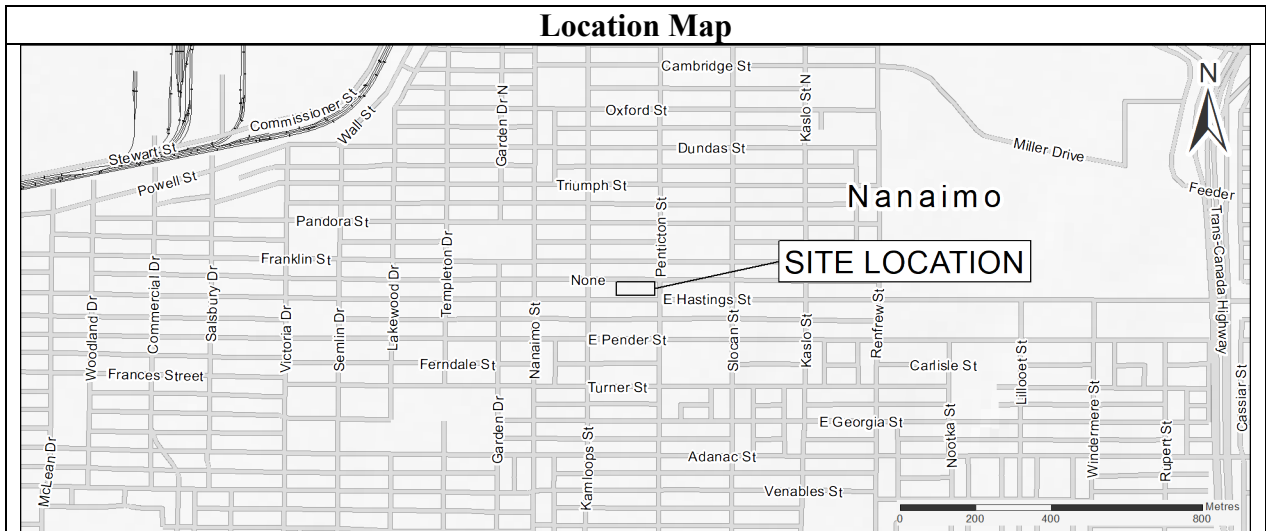 Location Map
Cambridge St
N
Commissioner St
Wall St
Garden Dr N
Oxford St
Kaslo St N
Stewart St
Dundas St
Miller Drive
Powell St
Triumph St
Nanaimo
Feeder
Pandora St
Penticton St
Trans-Canada Highway
Franklin St
Templeton Dr
None
SITE LOCATION
E Hastings St
Woodland Dr
Commercial Dr
Salsbury Dr
Victoria Dr
Semlin Dr
Lakewood Dr
Nanaimo St
E Pender St
Slocan St
Kaslo St
Renfrew St
Frances Street
Ferndale St
Carlisle St
Lillooet St
Turner St
Windermere St
Cassiar St
Garden Dr
E Georgia St
Nootka St
Rupert St
McLean Dr
Kamloops St
Adanac St
Venables St
Metres
0 200 400 800